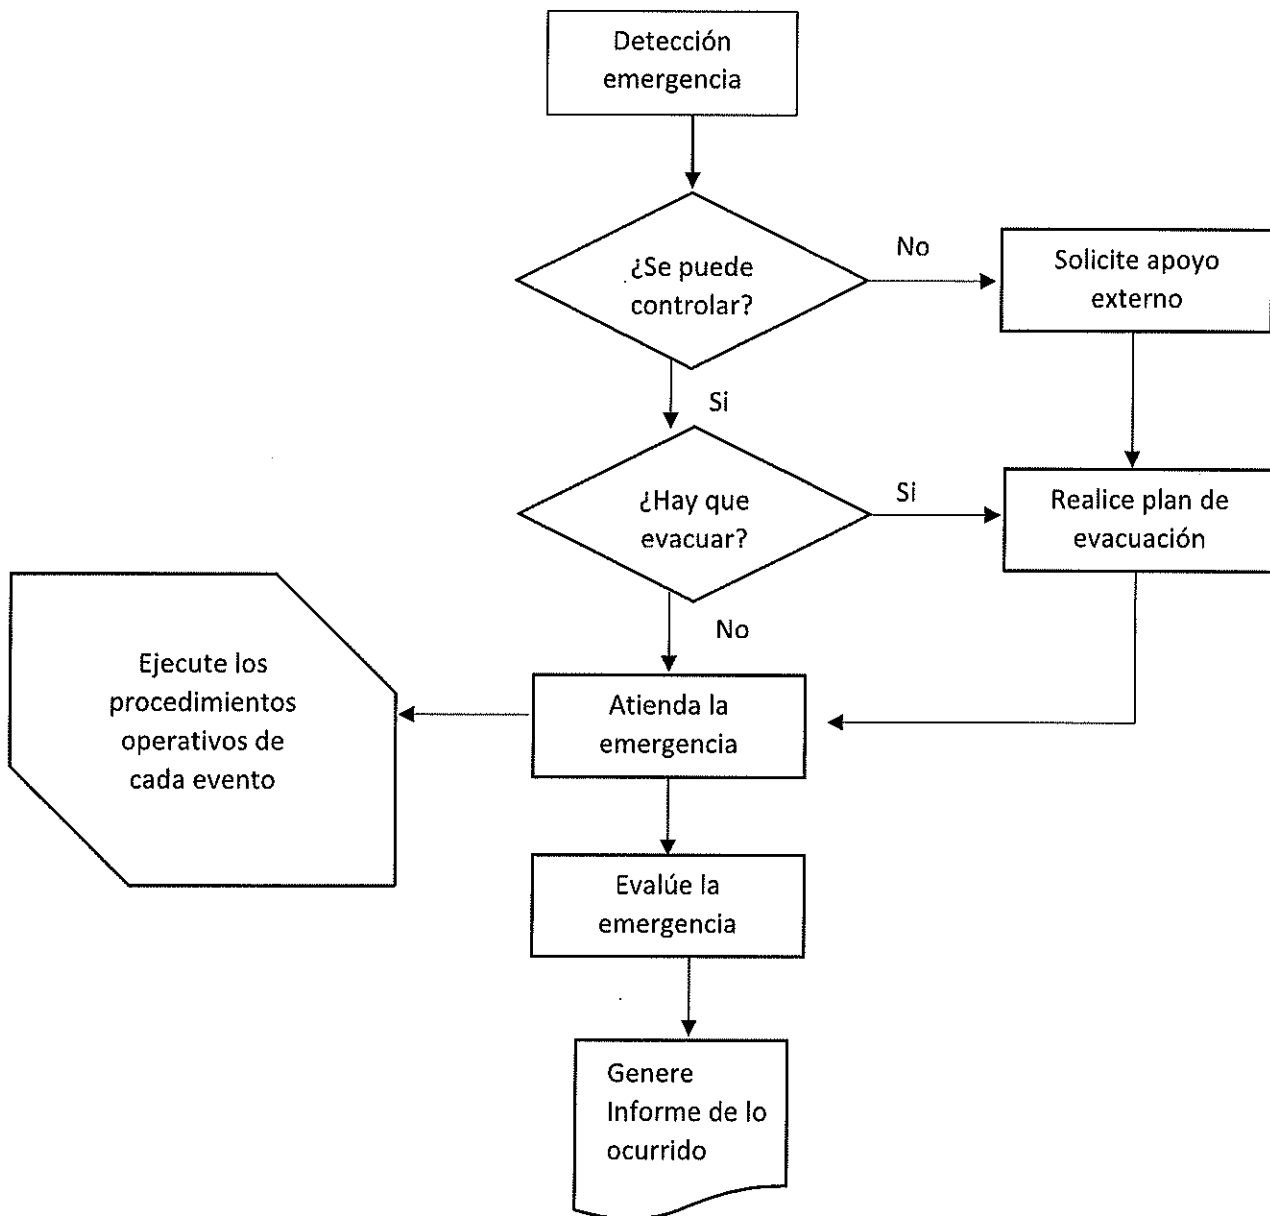 Detección
emergencia
¿Se puede
controlar?
No
Solicite apoyo
externo
Si
¿Hay que
evacuar?
Si
Realice plan de
evacuación
No
Ejecute los
procedimientos
operativos de
cada evento
Atienda la
emergencia
Evalúe la
emergencia
Genere
Informe de lo
ocurrido